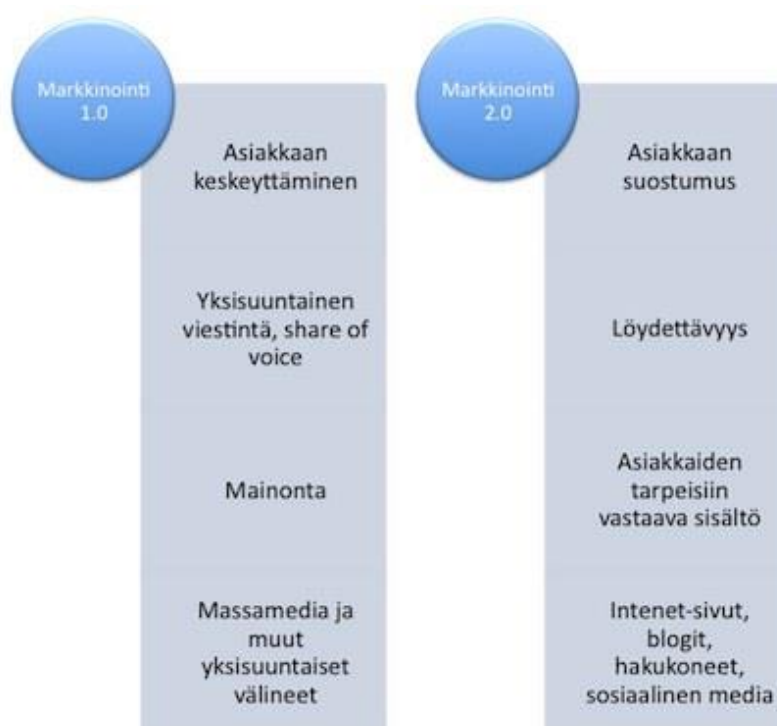 Markkinointi
1.0
Asiakkaan
keskeyttäminen
Yksisuuntainen
viestintä, share of
voice
Mainonta
Massamedia ja
muut
yksisuuntaiset
välineet
Markkinointi
2.0
Asiakkaan
suostumus
Löydettävyys
Asiakkaiden
tarpeisiin
vastaava sisältö
Intenet-sivut,
blogit,
hakukoneet,
sosiaalinen media